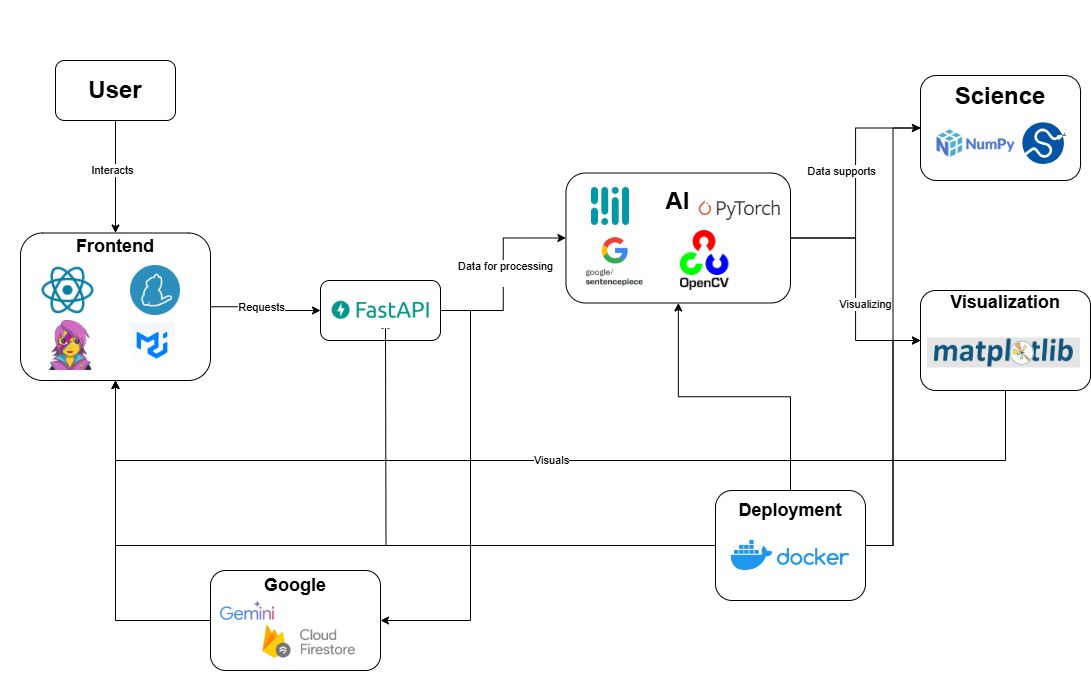 User
Interacts
Frontend
Requests
FastAPI
Data for processing
AI
PyTorch
google/
sentencepiece
OpenCV
Data supports
Science
NumPy
Visualizing
Visualization
matplotlib
Visuals
Deployment
docker
Google
Gemini
Cloud
Firestore